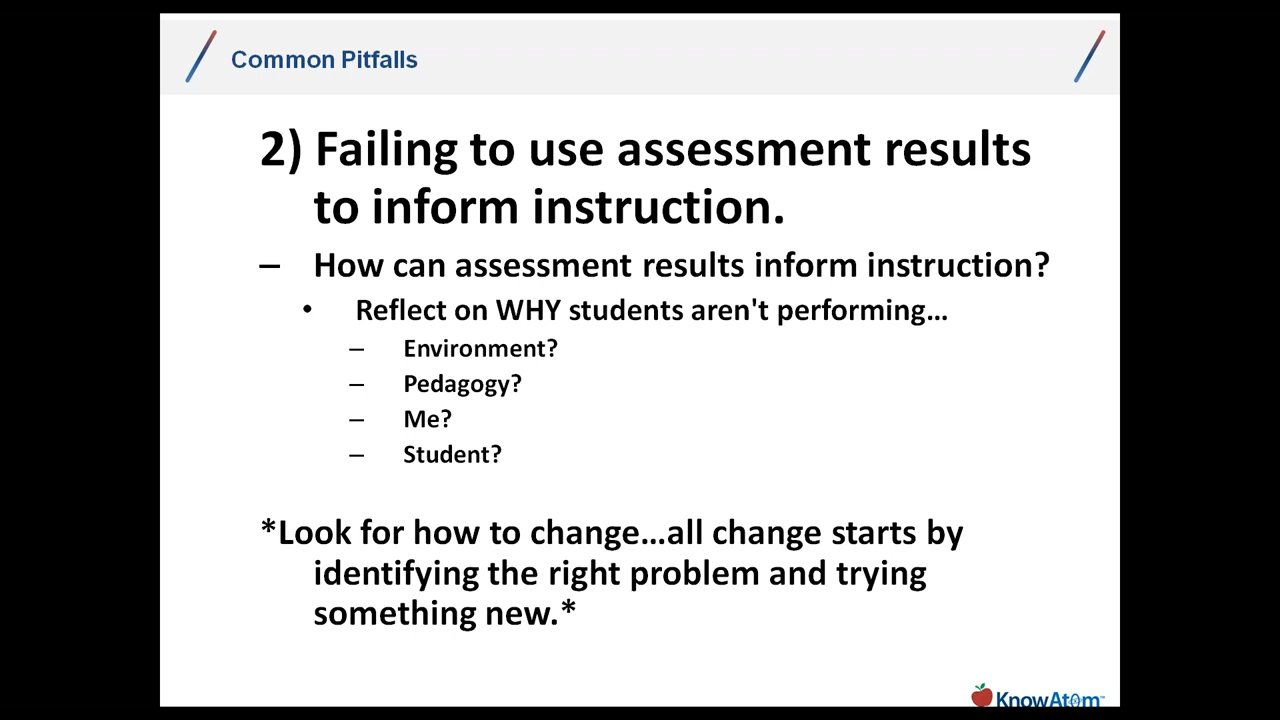 Common Pitfalls
2) Failing to use assessment results
to inform instruction.
– How can assessment results inform instruction?
• Reflect on WHY students aren't performing…
– Environment?
– Pedagogy?
– Me?
– Student?
*Look for how to change…all change starts by
identifying the right problem and trying
something new.*
KnowAtom™